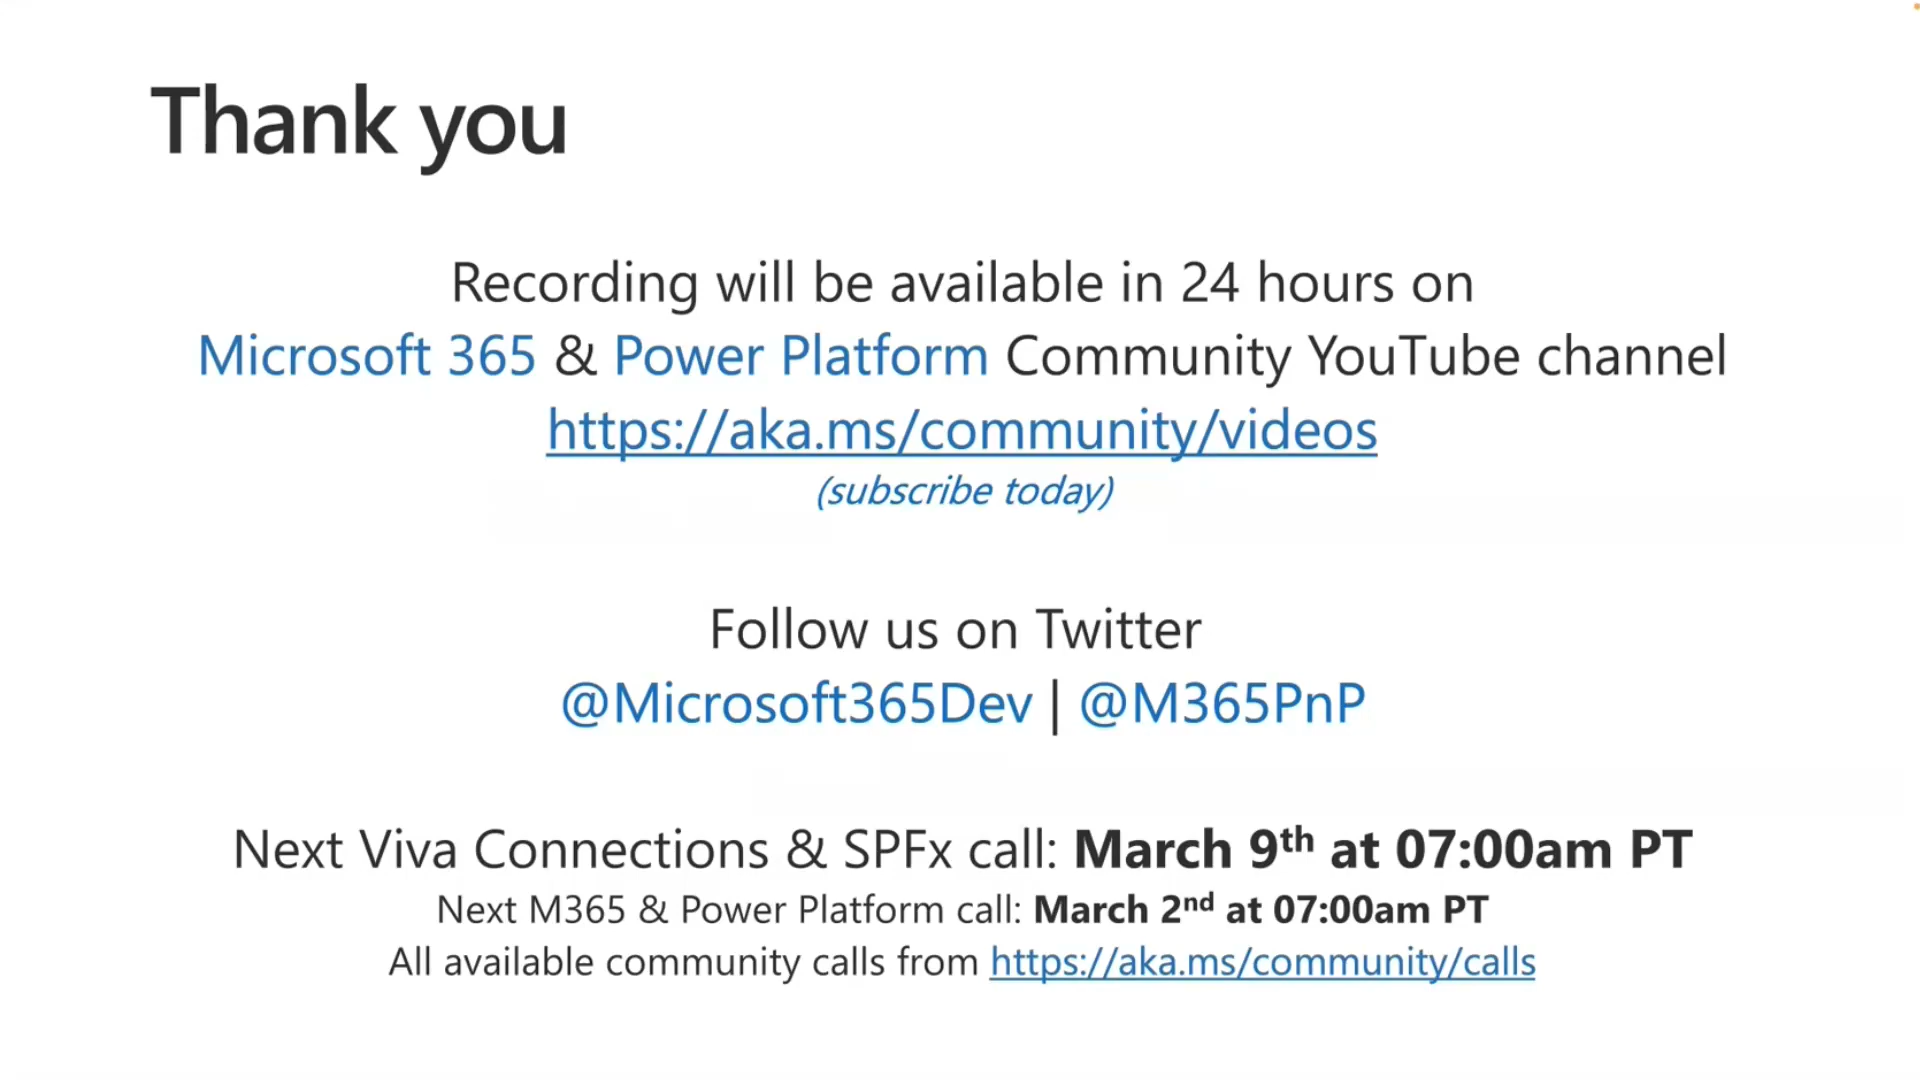 Thank you
Recording will be available in 24 hours on
Microsoft 365 & Power Platform Community YouTube channel
https://aka.ms/community/videos
(subscribe today)
Follow us on Twitter
@Microsoft365Dev | @M365PnP
Next Viva Connections & SPFx call: March 9th at 07:00am PT
Next M365 & Power Platform call: March 2nd at 07:00am PT
All available community calls from https://aka.ms/community/calls